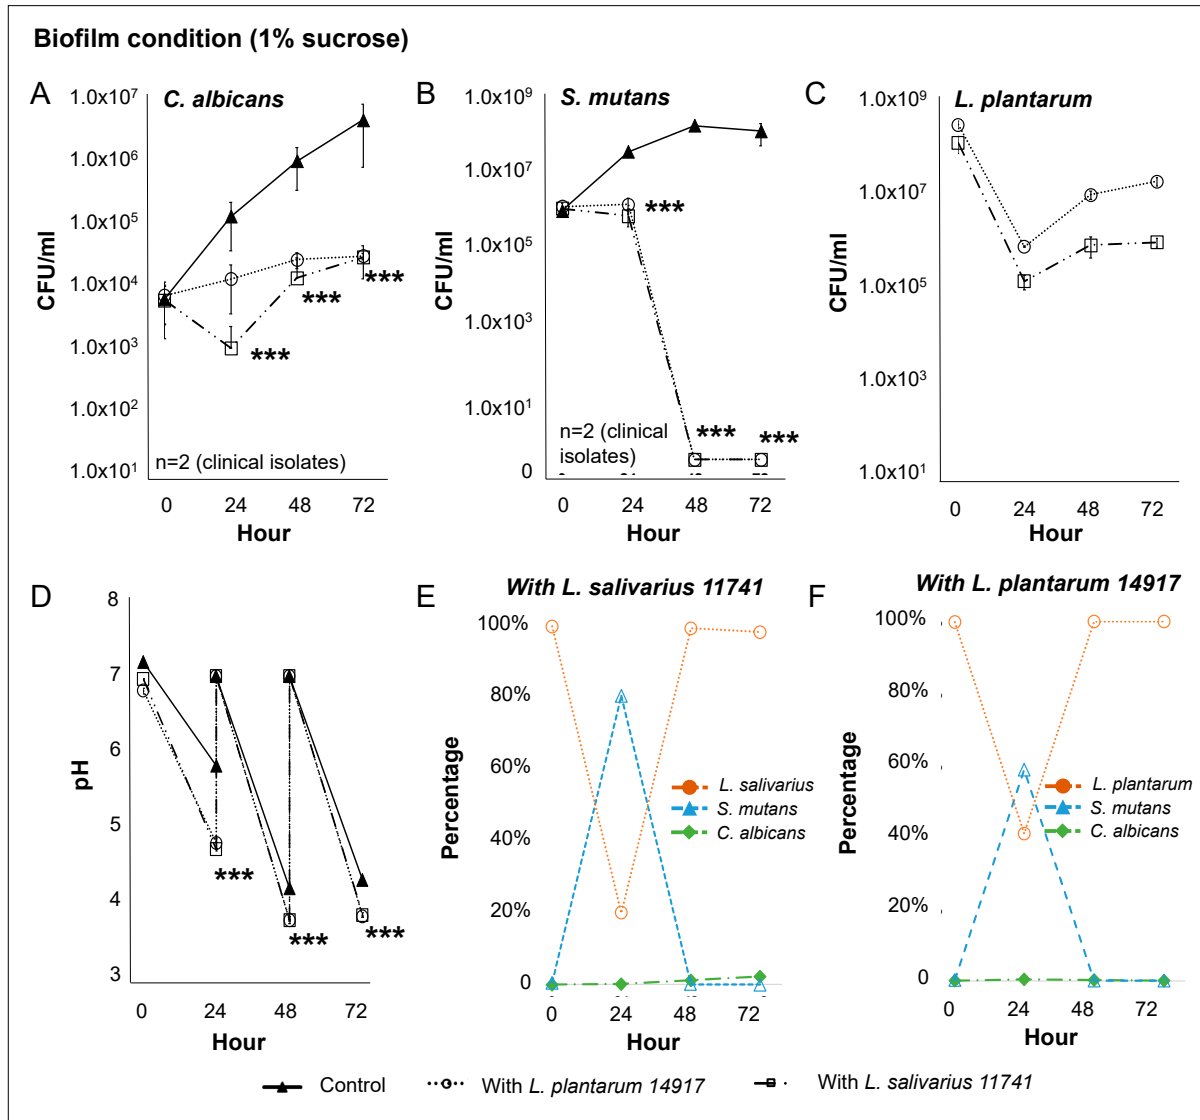 Biofilm condition (1% sucrose)
A
C. albicans
1.0x10⁷
1.0x10⁶
1.0x10⁵
1.0x10⁴
1.0x10³
1.0x10²
1.0x10¹
CFU/ml
***
***
***
n=2 (clinical isolates)
0 24 48 72
Hour
B
S. mutans
1.0x10⁹
1.0x10⁷
1.0x10⁵
1.0x10³
1.0x10¹
0
CFU/ml
***
***
***
n=2 (clinical
isolates)
0 24 48 72
Hour
C
L. plantarum
1.0x10⁹
1.0x10⁷
1.0x10⁵
1.0x10³
1.0x10¹
CFU/ml
0 24 48 72
Hour
D
8
7
6
5
4
3
pH
***
***
***
0 24 48 72
Hour
E
With L. salivarius 11741
100%
80%
60%
40%
20%
0
Percentage
L. salivarius
S. mutans
C. albicans
0 24 48 72
Hour
F
With L. plantarum 14917
100%
80%
60%
40%
20%
0
Percentage
L. plantarum
S. mutans
C. albicans
0 24 48 72
Hour
Control
With L. plantarum 14917
With L. salivarius 11741